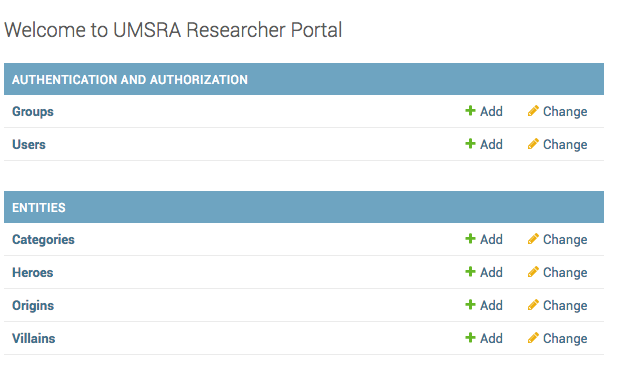 Welcome to UMSRA Researcher Portal
AUTHENTICATION AND AUTHORIZATION
Groups Add Change
Users Add Change
ENTITIES
Categories Add Change
Heroes Add Change
Origins Add Change
Villains Add Change